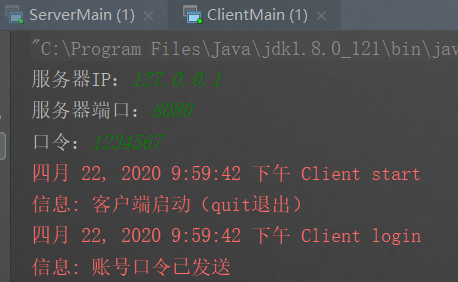 ServerMain (1) × ClientMain (1) ×
"C:\Program Files\Java\jdk1.8.0_121\bin\jav
服务器IP: 127.0.0.1
服务器端口: 8080
口令: 1234567
四月 22, 2020 9:59:42 下午 Client start
信息: 客户端启动（quit退出）
四月 22, 2020 9:59:42 下午 Client login
信息: 账号口令已发送